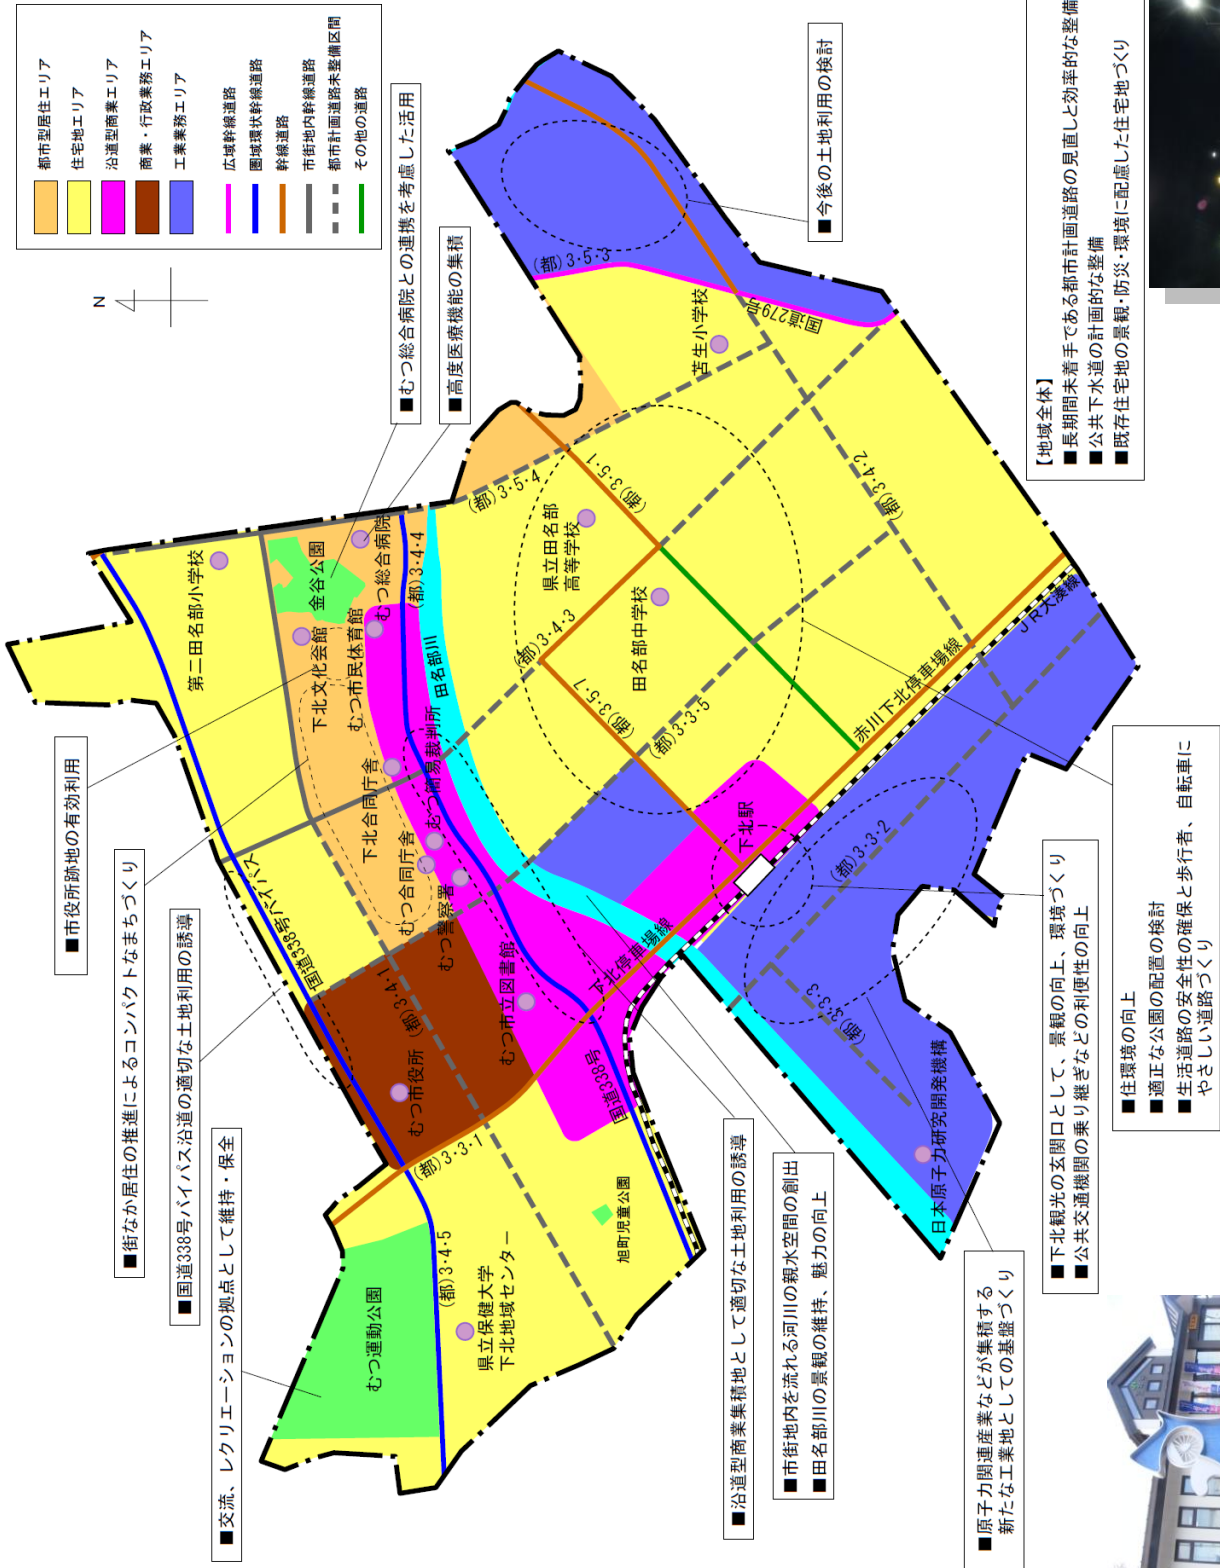 都市型居住エリア
住宅地エリア
沿道型商業エリア
商業・行政業務エリア
工業業務エリア
広域幹線道路
圏域環状幹線道路
幹線道路
市街地内幹線道路
都市計画道路未整備区間
その他の道路
N
■むつ総合病院との連携を考慮した活用
■高度医療機能の集積
■今後の土地利用の検討
■市役所跡地の有効利用
■街なか居住の推進によるコンパクトなまちづくり
■国道338号バイパス沿道の適切な土地利用の誘導
■交流、レクリエーションの拠点として維持・保全
第二田名部小学校
金谷公園
むつ総合病院
下北文化会館
むつ市民体育館
(都)3・4・4
田名部川
(都)3・5・4
(都)3・5・3
国道279号
苫生小学校
県立田名部
高等学校
(都)3・5・1
(都)3・4・2
(都)3・4・3
田名部中学校
(都)3・5・7
(都)3・3・5
赤川下北停車場線
JR大湊線
下北合同庁舎
むつ簡易裁判所
むつ合同庁舎
むつ警察署
国道338号バイパス
(都)3・4・1
むつ市立図書館
むつ市役所
下北停車場線
下北駅
(都)3・3・2
(都)3・3・3
日本原子力研究開発機構
国道338号
(都)3・3・1
(都)3・4・5
むつ運動公園
県立保健大学
下北地域センター
旭町児童公園
【地域全体】
■長期間未着手である都市計画道路の見直しと効率的な整備
■公共下水道の計画的な整備
■既存住宅地の景観・防災・環境に配慮した住宅地づくり
■住環境の向上
■適正な公園の配置の検討
■生活道路の安全性の確保と歩行者、自転車に
やさしい道路づくり
■下北観光の玄関口として、景観の向上、環境づくり
■公共交通機関の乗り継ぎなどの利便性の向上
■沿道型商業集積地として適切な土地利用の誘導
■市街地内を流れる河川の親水空間の創出
■田名部川の景観の維持、魅力の向上
■原子力関連産業などが集積する
新たな工業地としての基盤づくり